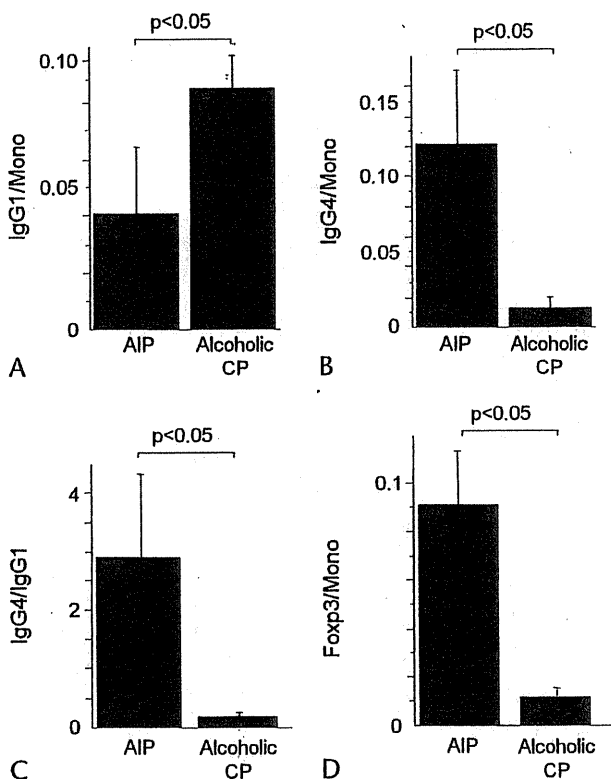 p<0.05
0.10
0.05
0
IgG1/Mono
AIP
Alcoholic
CP
A
p<0.05
0.15
0.10
0.05
0
IgG4/Mono
AIP
Alcoholic
CP
B
p<0.05
4
2
0
IgG4/IgG1
AIP
Alcoholic
CP
C
p<0.05
0.1
0
Foxp3/Mono
AIP
Alcoholic
CP
D